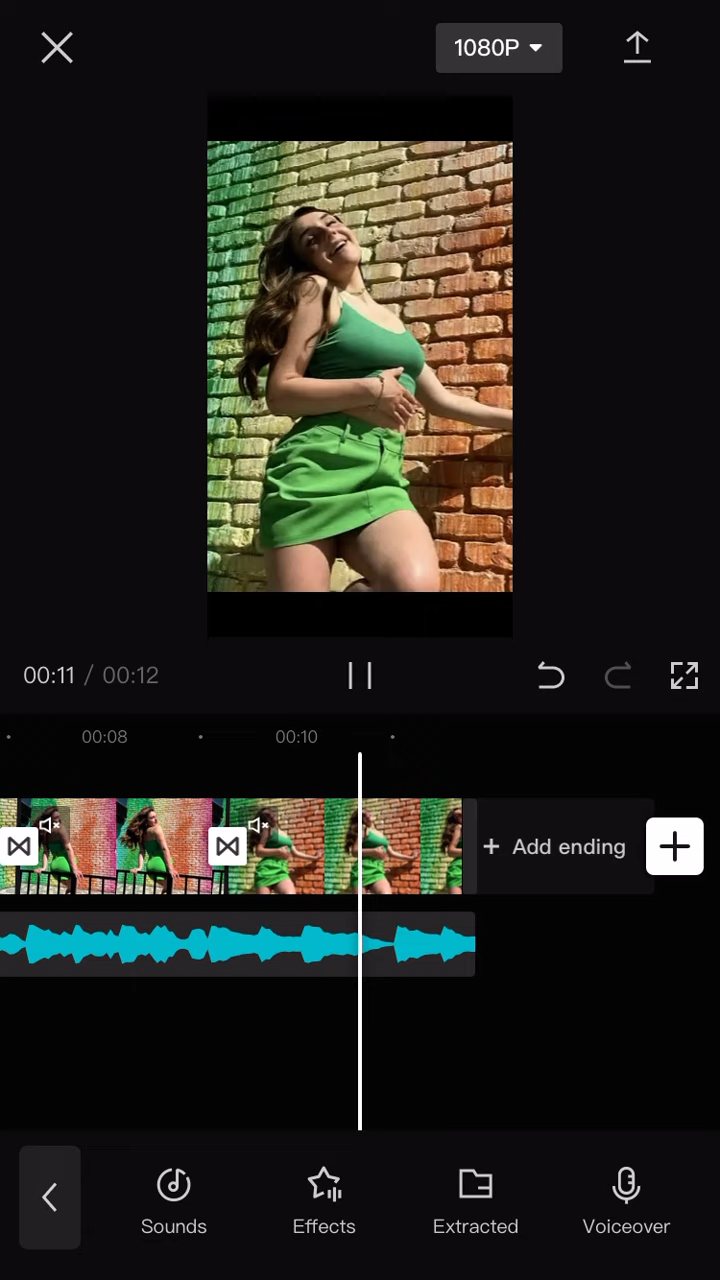 1080P
00:11 / 00:12
00:08 00:10
+ Add ending
Sounds Effects Extracted Voiceover